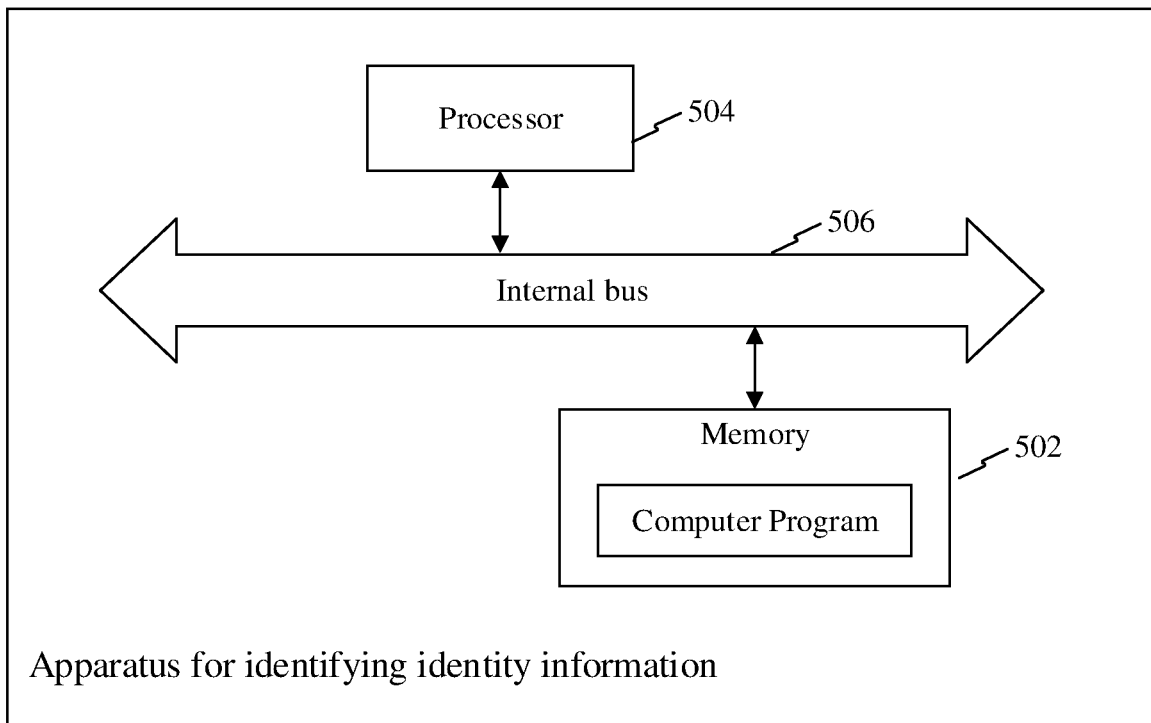 Processor
504
506
Internal bus
Memory
502
Computer Program
Apparatus for identifying identity information